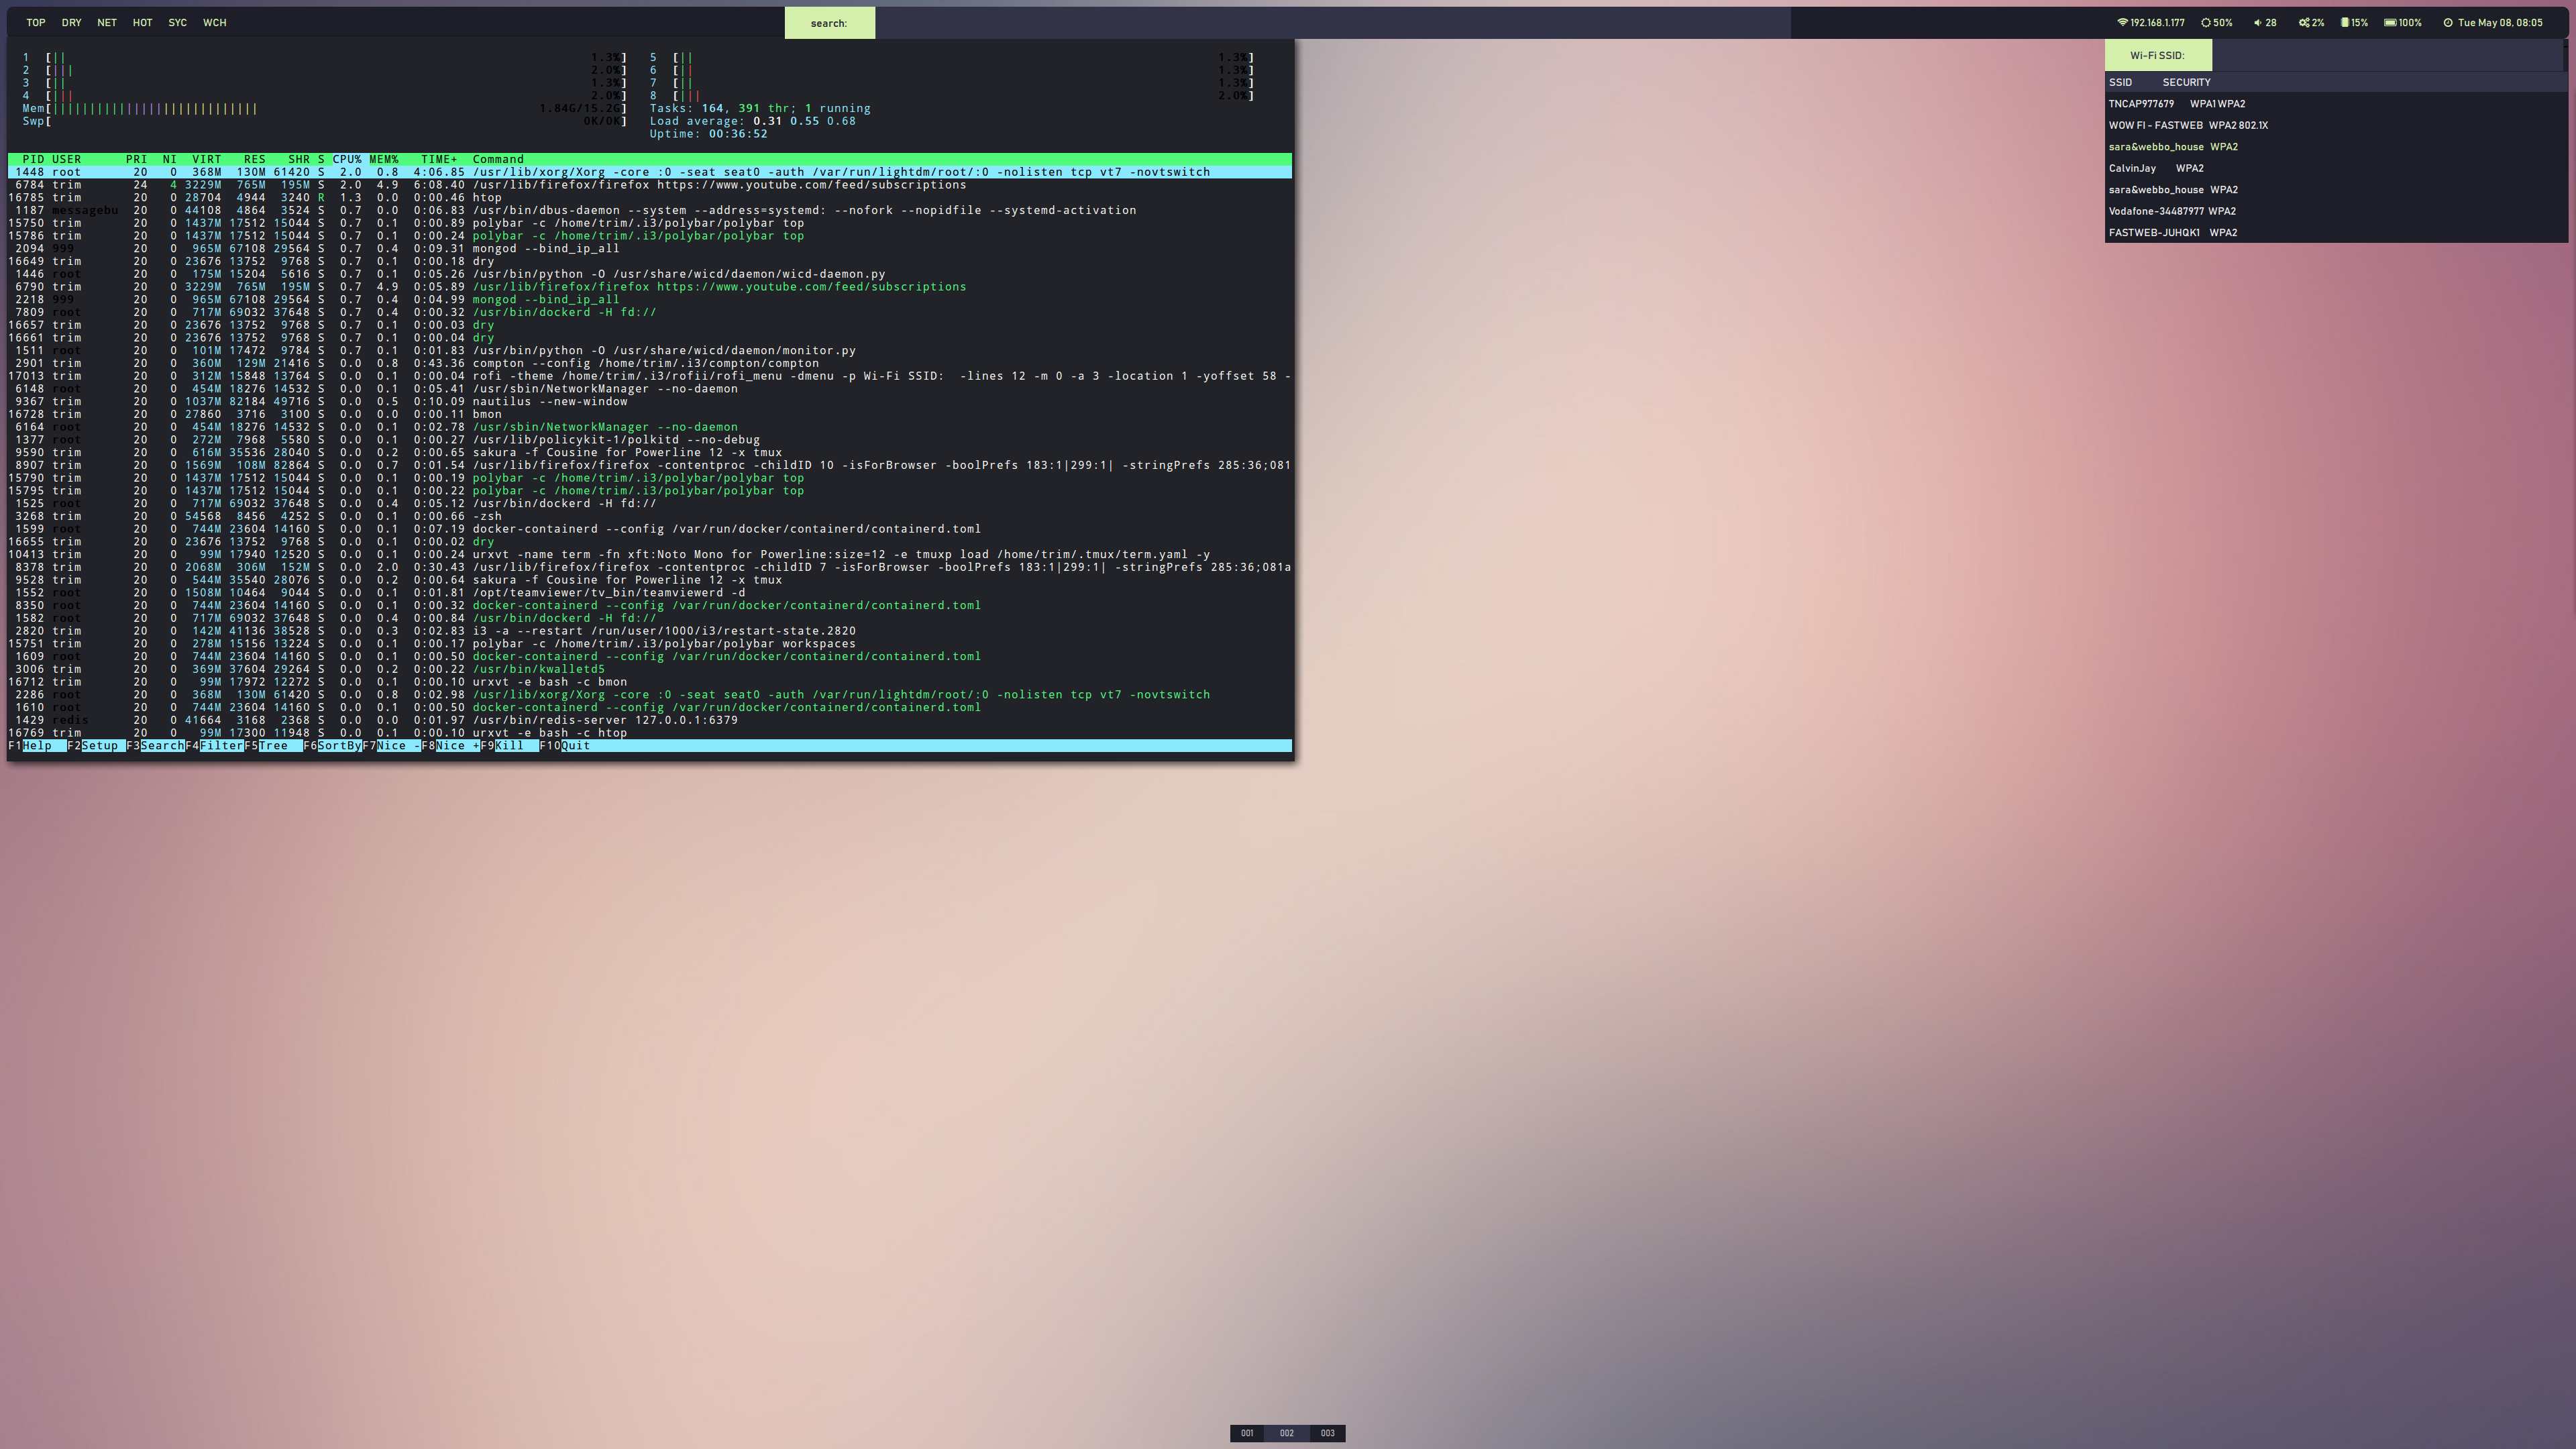 TOP DRY NET HOT SYC WCH search: 192.168.1.177 50% 28 2% 15% 100% Tue May 08, 08:05
1 [|| 1.3%] 5 [|| 1.3%]
2 [||| 2.0%] 6 [|| 1.3%]
3 [|| 1.3%] 7 [|| 1.3%]
4 [||| 2.0%] 8 [||| 2.0%]
Mem[||||||||||||||||||||||||||| 1.84G/15.2G] Tasks: 164, 391 thr; 1 running
Swp[ 0K/0K] Load average: 0.31 0.55 0.68
Uptime: 00:36:52
PID USER PRI NI VIRT RES SHR S CPU% MEM% TIME+ Command
1448 root 20 0 368M 130M 61420 S 2.0 0.8 4:06.85 /usr/lib/xorg/Xorg -core :0 -seat seat0 -auth /var/run/lightdm/root/:0 -nolisten tcp vt7 -novtswitch
6784 trim 24 4 3229M 765M 195M S 2.0 4.9 6:08.40 /usr/lib/firefox/firefox https://www.youtube.com/feed/subscriptions
16785 trim 20 0 28704 4944 3240 R 1.3 0.0 0:00.46 htop
1187 messagebu 20 0 44108 4864 3524 S 0.7 0.0 0:06.83 /usr/bin/dbus-daemon --system --address=systemd: --nofork --nopidfile --systemd-activation
15750 trim 20 0 1437M 17512 15044 S 0.7 0.1 0:00.89 polybar -c /home/trim/.i3/polybar/polybar top
15786 trim 20 0 1437M 17512 15044 S 0.7 0.1 0:00.24 polybar -c /home/trim/.i3/polybar/polybar top
2094 999 20 0 965M 67108 29564 S 0.7 0.4 0:09.31 mongod --bind_ip_all
16649 trim 20 0 23676 13752 9768 S 0.7 0.1 0:00.18 dry
1446 root 20 0 175M 15204 5616 S 0.7 0.1 0:05.26 /usr/bin/python -O /usr/share/wicd/daemon/wicd-daemon.py
6790 trim 20 0 3229M 765M 195M S 0.7 4.9 0:05.89 /usr/lib/firefox/firefox https://www.youtube.com/feed/subscriptions
2218 999 20 0 965M 67108 29564 S 0.7 0.4 0:04.99 mongod --bind_ip_all
7809 root 20 0 717M 69032 37648 S 0.7 0.4 0:00.32 /usr/bin/dockerd -H fd://
16657 trim 20 0 23676 13752 9768 S 0.7 0.1 0:00.03 dry
16661 trim 20 0 23676 13752 9768 S 0.7 0.1 0:00.04 dry
1511 root 20 0 101M 17472 9784 S 0.7 0.1 0:01.83 /usr/bin/python -O /usr/share/wicd/daemon/monitor.py
2901 trim 20 0 360M 129M 21416 S 0.0 0.8 0:43.36 compton --config /home/trim/.i3/compton/compton
17013 trim 20 0 312M 15848 13764 S 0.0 0.1 0:00.04 rofi -theme /home/trim/.i3/rofii/rofi_menu -dmenu -p Wi-Fi SSID:  -lines 12 -m 0 -a 3 -location 1 -yoffset 58 -
6148 root 20 0 454M 18276 14532 S 0.0 0.1 0:05.41 /usr/sbin/NetworkManager --no-daemon
9367 trim 20 0 1037M 82184 49716 S 0.0 0.5 0:10.09 nautilus --new-window
16728 trim 20 0 27860 3716 3100 S 0.0 0.0 0:00.11 bmon
6164 root 20 0 454M 18276 14532 S 0.0 0.1 0:02.78 /usr/sbin/NetworkManager --no-daemon
1377 root 20 0 272M 7968 5580 S 0.0 0.1 0:00.27 /usr/lib/policykit-1/polkitd --no-debug
9590 trim 20 0 616M 35536 28040 S 0.0 0.2 0:00.65 sakura -f Cousine for Powerline 12 -x tmux
8907 trim 20 0 1569M 108M 82864 S 0.0 0.7 0:01.54 /usr/lib/firefox/firefox -contentproc -childID 10 -isForBrowser -boolPrefs 183:1|299:1| -stringPrefs 285:36;081
15790 trim 20 0 1437M 17512 15044 S 0.0 0.1 0:00.19 polybar -c /home/trim/.i3/polybar/polybar top
15795 trim 20 0 1437M 17512 15044 S 0.0 0.1 0:00.22 polybar -c /home/trim/.i3/polybar/polybar top
1525 root 20 0 717M 69032 37648 S 0.0 0.4 0:05.12 /usr/bin/dockerd -H fd://
3268 trim 20 0 54568 8456 4252 S 0.0 0.1 0:00.66 -zsh
1599 root 20 0 744M 23604 14160 S 0.0 0.1 0:07.19 docker-containerd --config /var/run/docker/containerd/containerd.toml
16655 trim 20 0 23676 13752 9768 S 0.0 0.1 0:00.02 dry
10413 trim 20 0 99M 17940 12520 S 0.0 0.1 0:00.24 urxvt -name term -fn xft:Noto Mono for Powerline:size=12 -e tmuxp load /home/trim/.tmux/term.yaml -y
8378 trim 20 0 2068M 306M 152M S 0.0 2.0 0:30.43 /usr/lib/firefox/firefox -contentproc -childID 7 -isForBrowser -boolPrefs 183:1|299:1| -stringPrefs 285:36;081a
9528 trim 20 0 544M 35540 28076 S 0.0 0.2 0:00.64 sakura -f Cousine for Powerline 12 -x tmux
1552 root 20 0 1508M 10464 9044 S 0.0 0.1 0:01.81 /opt/teamviewer/tv_bin/teamviewerd -d
8350 root 20 0 744M 23604 14160 S 0.0 0.1 0:00.32 docker-containerd --config /var/run/docker/containerd/containerd.toml
1582 root 20 0 717M 69032 37648 S 0.0 0.4 0:00.84 /usr/bin/dockerd -H fd://
2820 trim 20 0 142M 41136 38528 S 0.0 0.3 0:02.83 i3 -a --restart /run/user/1000/i3/restart-state.2820
15751 trim 20 0 278M 15156 13224 S 0.0 0.1 0:00.17 polybar -c /home/trim/.i3/polybar/polybar workspaces
1609 root 20 0 744M 23604 14160 S 0.0 0.1 0:00.50 docker-containerd --config /var/run/docker/containerd/containerd.toml
3006 trim 20 0 369M 37604 29264 S 0.0 0.2 0:00.22 /usr/bin/kwalletd5
16712 trim 20 0 99M 17972 12272 S 0.0 0.1 0:00.10 urxvt -e bash -c bmon
2286 root 20 0 368M 130M 61420 S 0.0 0.8 0:02.98 /usr/lib/xorg/Xorg -core :0 -seat seat0 -auth /var/run/lightdm/root/:0 -nolisten tcp vt7 -novtswitch
1610 root 20 0 744M 23604 14160 S 0.0 0.1 0:00.50 docker-containerd --config /var/run/docker/containerd/containerd.toml
1429 redis 20 0 41664 3168 2368 S 0.0 0.0 0:01.97 /usr/bin/redis-server 127.0.0.1:6379
16769 trim 20 0 99M 17300 11948 S 0.0 0.1 0:00.10 urxvt -e bash -c htop
F1Help F2Setup F3SearchF4FilterF5Tree F6SortByF7Nice -F8Nice +F9Kill F10Quit
Wi-Fi SSID:
SSID SECURITY
TNCAP977679 WPA1 WPA2
WOW FI - FASTWEB WPA2 802.1X
sara&webbo_house WPA2
CalvinJay WPA2
sara&webbo_house WPA2
Vodafone-34487977 WPA2
FASTWEB-JUHQK1 WPA2
001 002 003